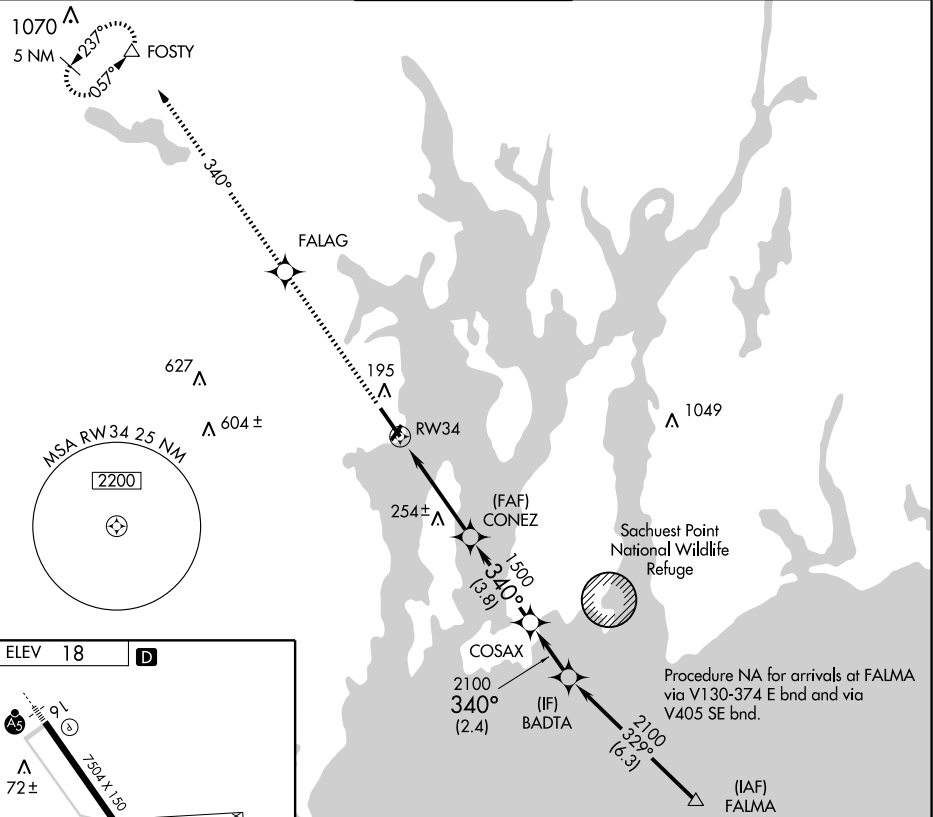 1070
5 NM
237°
057°
FOSTY
340°
FALAG
627
604 ±
195
RW34
1049
MSA RW34 25 NM
2200
254 ±
(FAF)
CONEZ
1500
340°
(3.8)
Sachuest Point
National Wildlife
Refuge
COSAX
2100
340°
(2.4)
(IF)
BADTA
Procedure NA for arrivals at FALMA
via V130-374 E bnd and via
V405 SE bnd.
2100
329°
(6.3)
(IAF)
FALMA
ELEV 18
D
A5
16
P
7504 X 150
72 ±